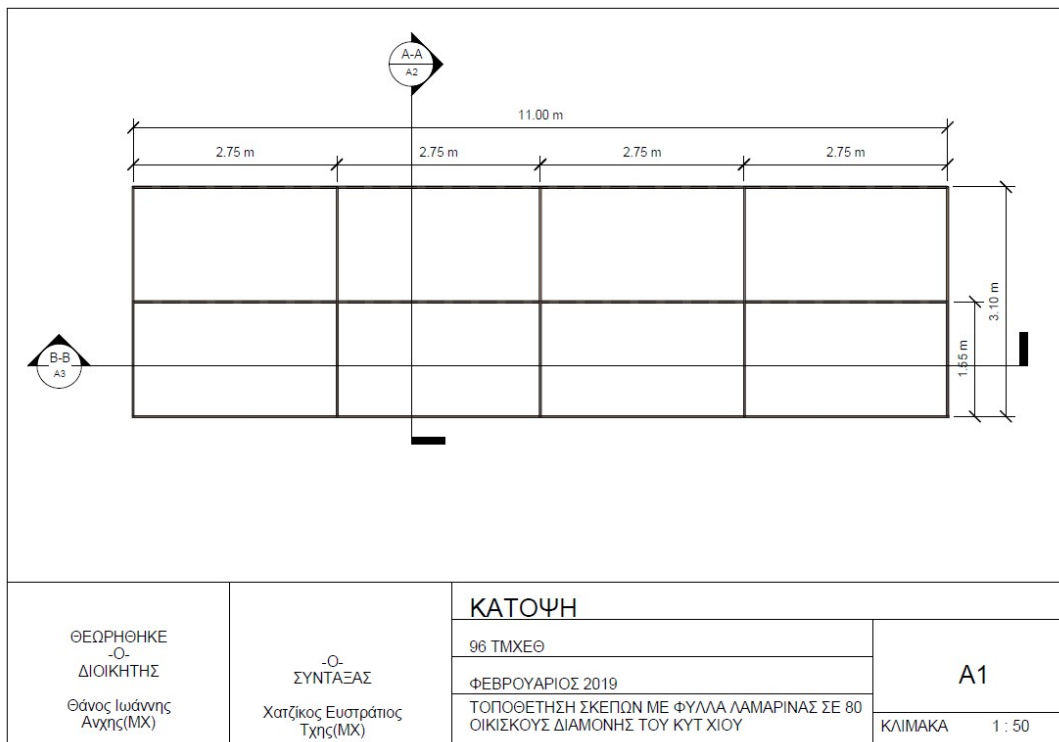 A-A
A2
11.00 m
2.75 m
2.75 m
2.75 m
2.75 m
3.10 m
1.55 m
B-B
A3
ΘΕΩΡΗΘΗΚΕ
-Ο-
ΔΙΟΙΚΗΤΗΣ
Θάνος Ιωάννης
Ανχης(ΜΧ)
-Ο-
ΣΥΝΤΑΞΑΣ
Χατζίκος Ευστράτιος
Τχης(ΜΧ)
ΚΑΤΟΨΗ
96 ΤΜΧΕΘ
ΦΕΒΡΟΥΑΡΙΟΣ 2019
ΤΟΠΟΘΕΤΗΣΗ ΣΚΕΠΩΝ ΜΕ ΦΥΛΛΑ ΛΑΜΑΡΙΝΑΣ ΣΕ 80
ΟΙΚΙΣΚΟΥΣ ΔΙΑΜΟΝΗΣ ΤΟΥ ΚΥΤ ΧΙΟΥ
A1
ΚΛΙΜΑΚΑ 1 : 50